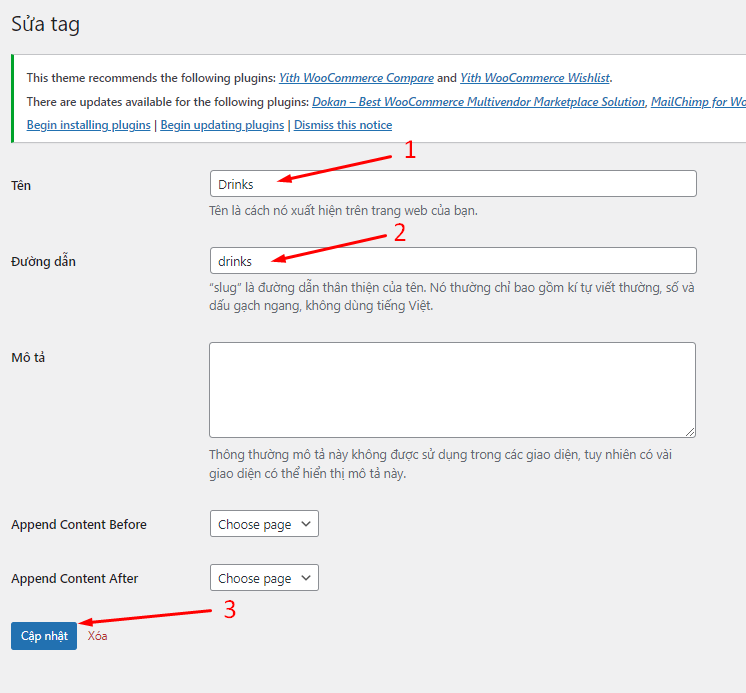 Sửa tag
This theme recommends the following plugins: Yith WooCommerce Compare and Yith WooCommerce Wishlist.
There are updates available for the following plugins: Dokan – Best WooCommerce Multivendor Marketplace Solution, MailChimp for Wo
Begin installing plugins | Begin updating plugins | Dismiss this notice
1
Tên
Drinks
Tên là cách nó xuất hiện trên trang web của bạn.
2
Đường dẫn
drinks
“slug” là đường dẫn thân thiện của tên. Nó thường chỉ bao gồm kí tự viết thường, số và
dấu gạch ngang, không dùng tiếng Việt.
Mô tả
Thông thường mô tả này không được sử dụng trong các giao diện, tuy nhiên có vài
giao diện có thể hiển thị mô tả này.
Append Content Before
Choose page
Append Content After
Choose page
3
Cập nhật
Xóa